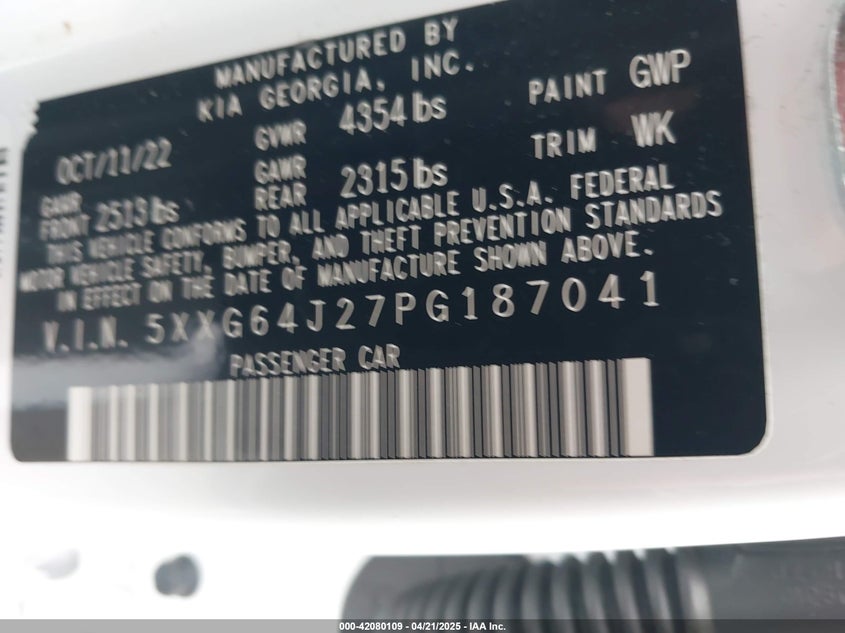 MANUFACTURED BY
KIA GEORGIA, INC.
OCT/11/22 GVWR 4354 lbs PAINT GWP
GAWR FRONT 2513 lbs GAWR REAR 2315 lbs TRIM WK
THIS VEHICLE CONFORMS TO ALL APPLICABLE U.S.A. FEDERAL
MOTOR VEHICLE SAFETY, BUMPER, AND THEFT PREVENTION STANDARDS
IN EFFECT ON THE DATE OF MANUFACTURE SHOWN ABOVE.
V.I.N. 5XXG64J27PG187041
PASSENGER CAR
000-42080109 - 04/21/2025 - IAA Inc.